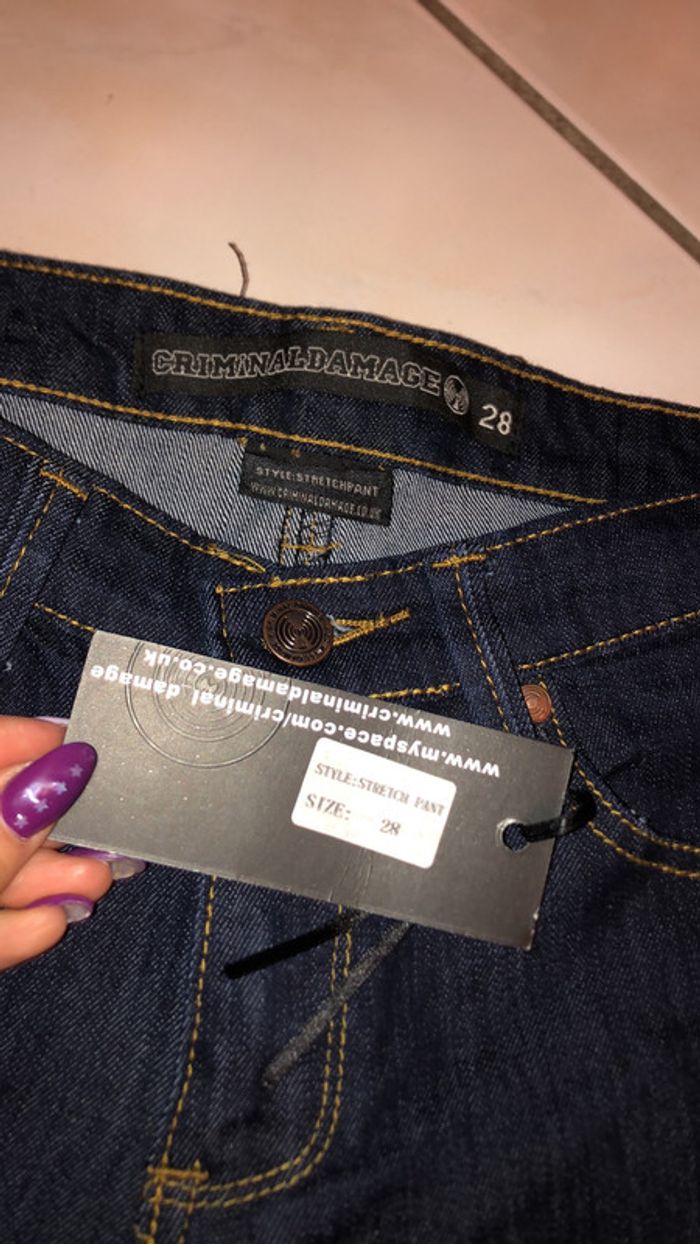 CRIMINALDAMAGE 28
STYLE:STRETCHPANT
WWW.CRIMINALDAMAGE.CO.UK
www.myspace.com/criminal_damage
www.criminaldamage.co.uk
STYLE:STRETCH PANT
SIZE: 28